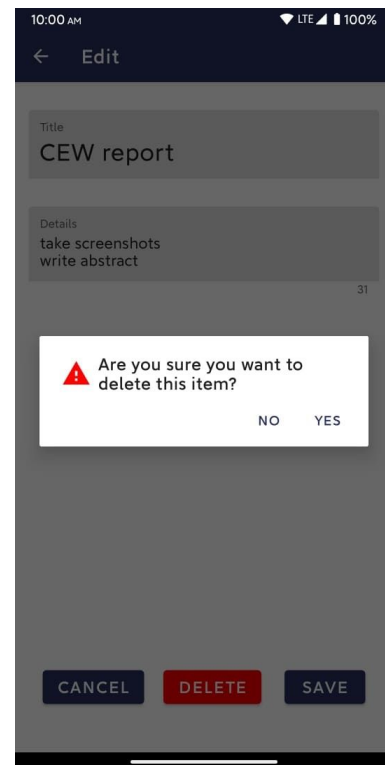 10:00 AM LTE 100%
Edit
Title
CEW report
Details
take screenshots
write abstract
31
Are you sure you want to
delete this item?
NO YES
CANCEL DELETE SAVE